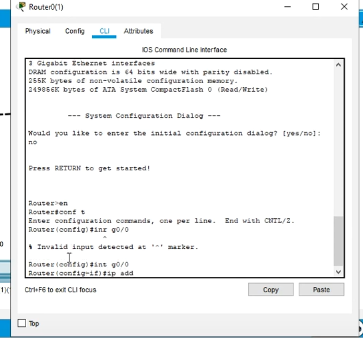 Router0(1)
Physical Config CLI Attributes
IOS Command Line Interface
3 Gigabit Ethernet interfaces
DRAM configuration is 64 bits wide with parity disabled.
255K bytes of non-volatile configuration memory.
249856K bytes of ATA System CompactFlash 0 (Read/Write)
--- System Configuration Dialog ---
Would you like to enter the initial configuration dialog? [yes/no]:
no
Press RETURN to get started!
Router>en
Router#conf t
Enter configuration commands, one per line. End with CNTL/Z.
Router(config)#inr g0/0
^
% Invalid input detected at '^' marker.
Router(config)#int g0/0
Router(config-if)#ip add
Ctrl+F6 to exit CLI focus
Copy Paste
Top